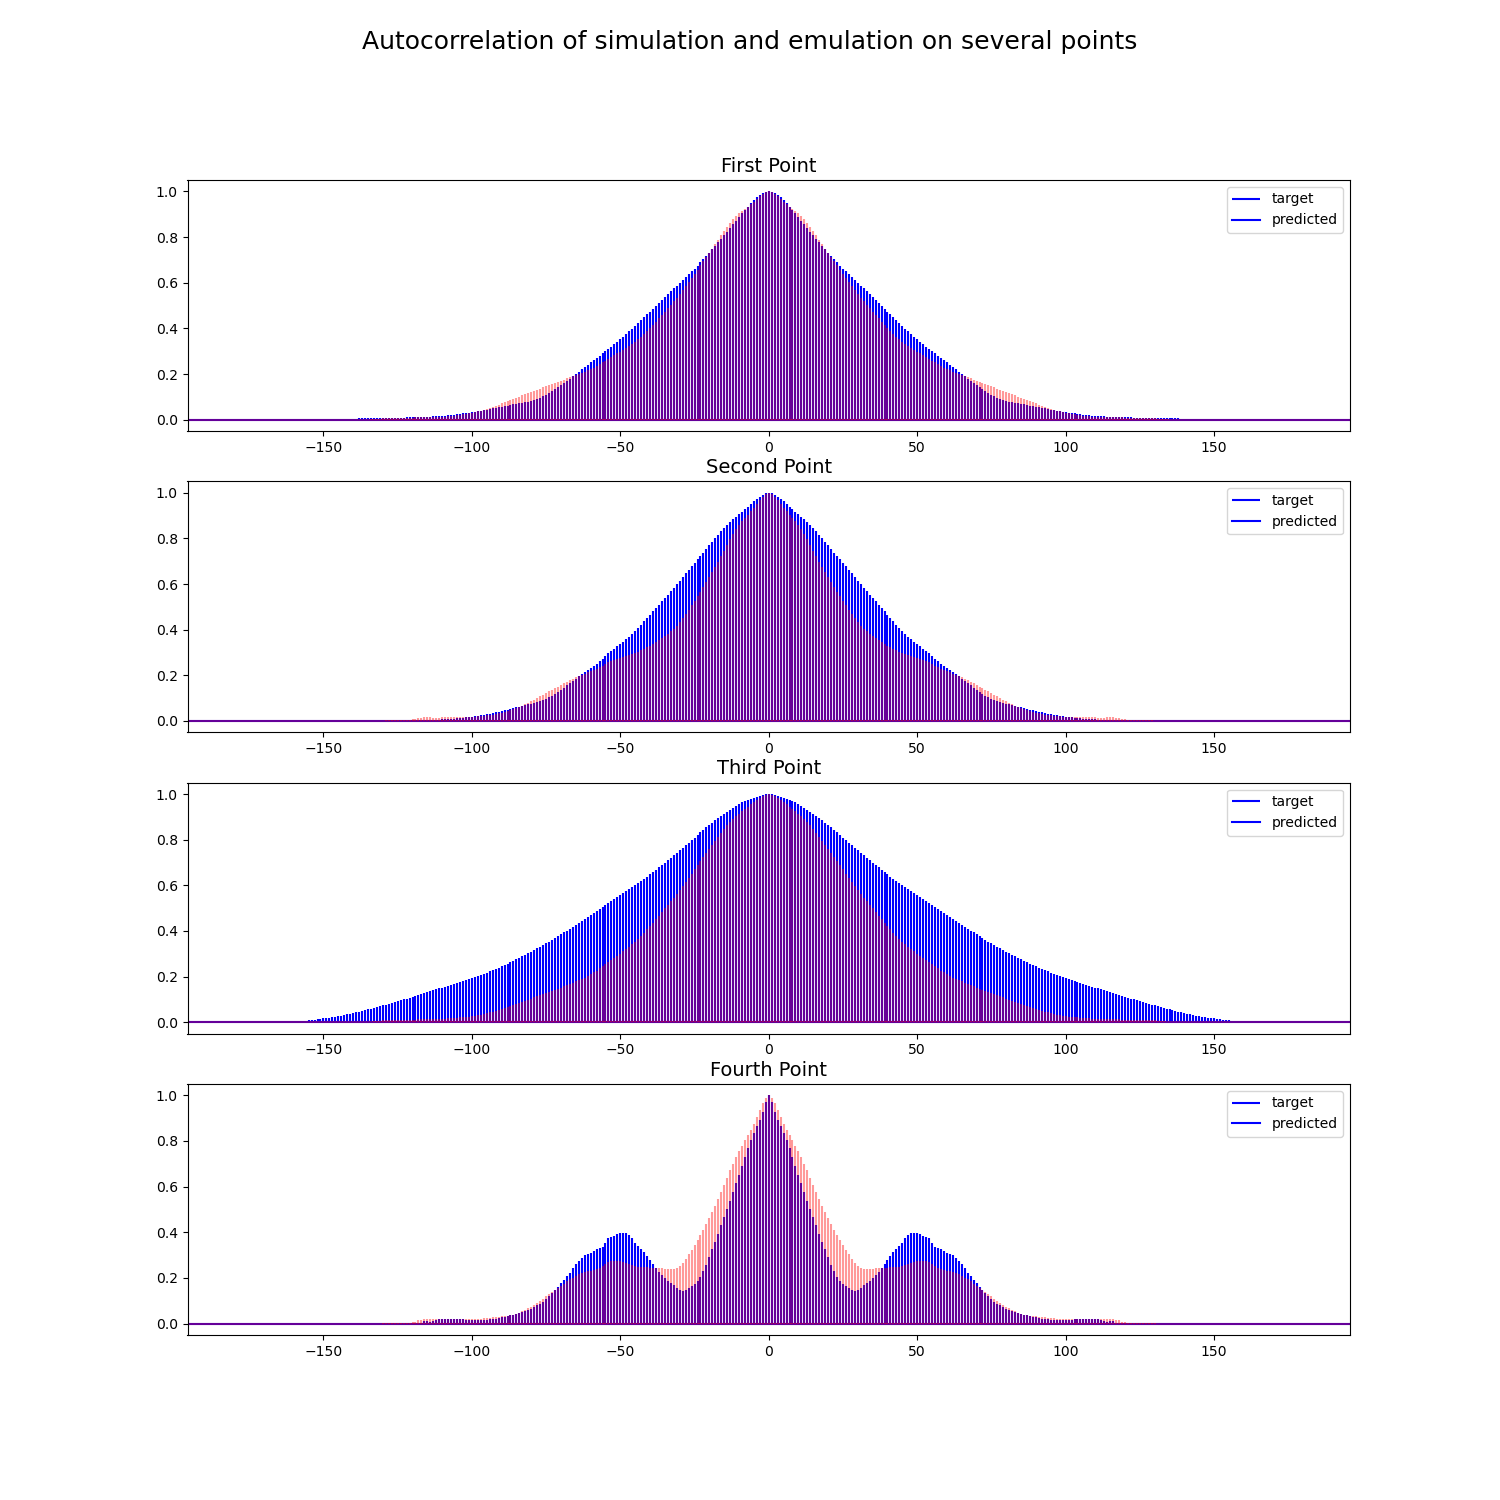 Autocorrelation of simulation and emulation on several points
First Point
target
predicted
1.0
0.8
0.6
0.4
0.2
0.0
−150 −100 −50 0 50 100 150
Second Point
target
predicted
1.0
0.8
0.6
0.4
0.2
0.0
−150 −100 −50 0 50 100 150
Third Point
target
predicted
1.0
0.8
0.6
0.4
0.2
0.0
−150 −100 −50 0 50 100 150
Fourth Point
target
predicted
1.0
0.8
0.6
0.4
0.2
0.0
−150 −100 −50 0 50 100 150